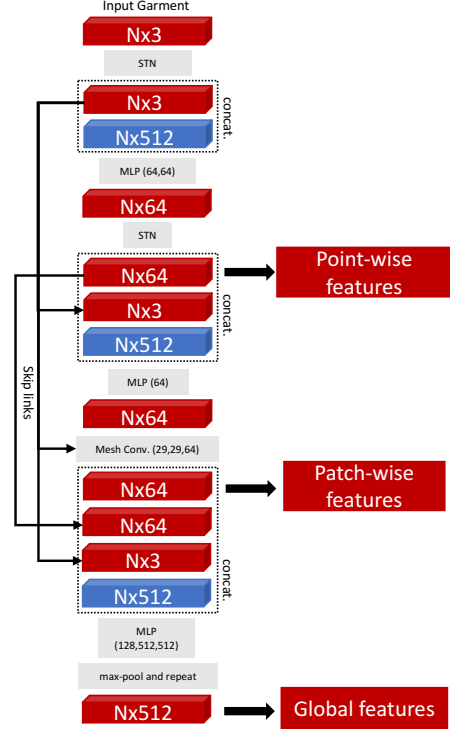 Input Garment
Nx3
STN
Nx3
concat.
Nx512
MLP (64,64)
Nx64
STN
Nx64
Point-wise
features
Nx3
concat.
Nx512
Skip links
MLP (64)
Nx64
Mesh Conv. (29,29,64)
Nx64
Patch-wise
features
Nx64
Nx3
concat.
Nx512
MLP
(128,512,512)
max-pool and repeat
Nx512
Global features